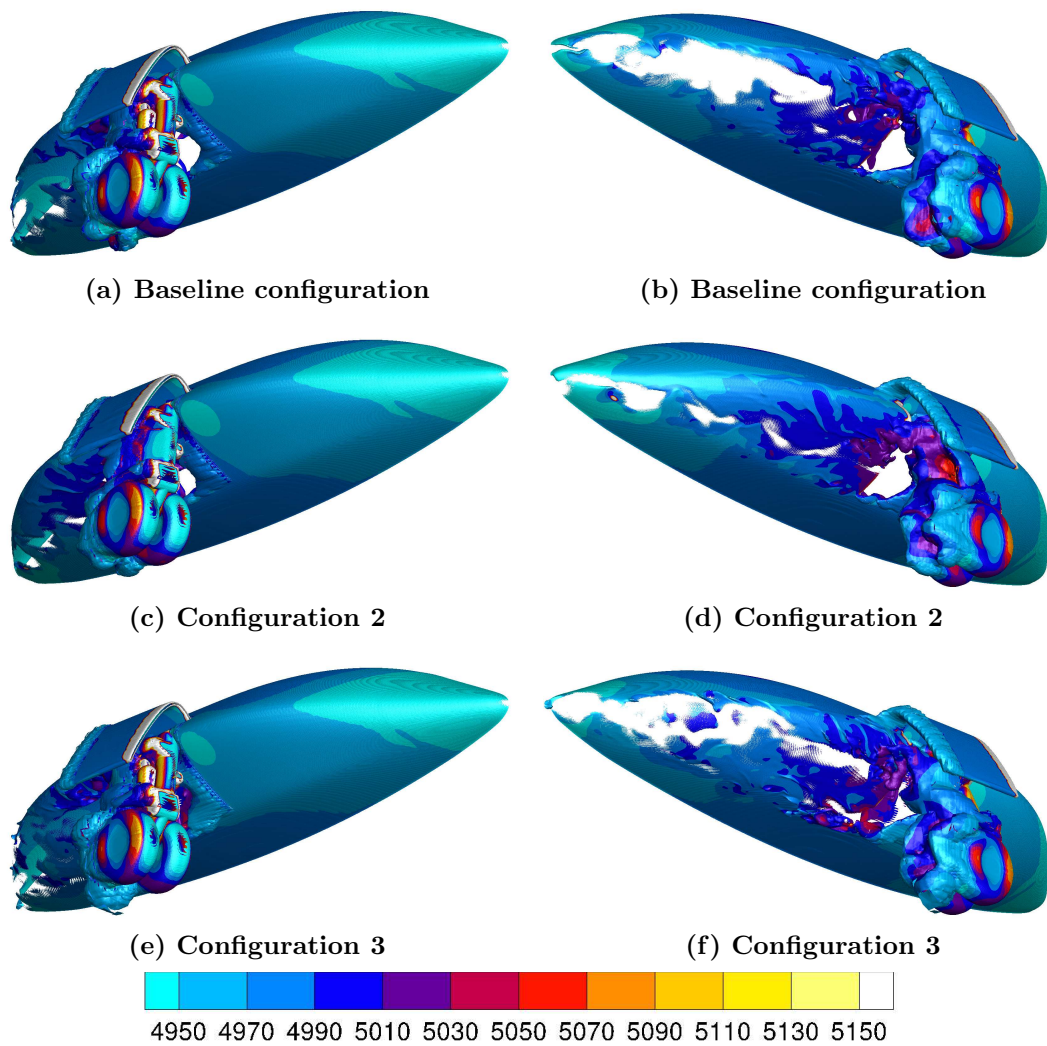 (a) Baseline configuration
(b) Baseline configuration
(c) Configuration 2
(d) Configuration 2
(e) Configuration 3
(f) Configuration 3
4950 4970 4990 5010 5030 5050 5070 5090 5110 5130 5150